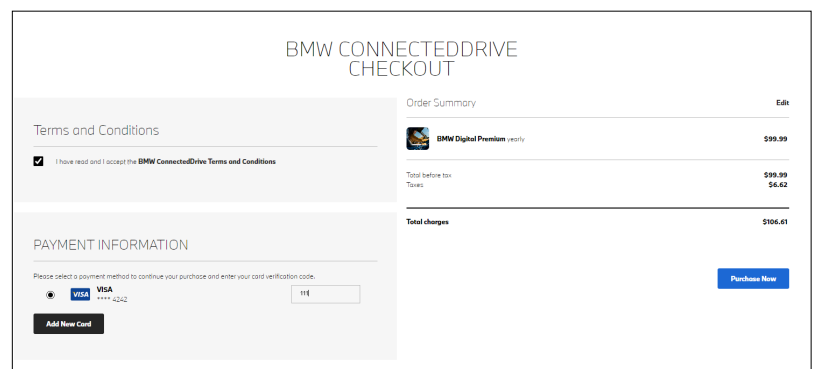 BMW CONNECTEDDRIVE
CHECKOUT
Terms and Conditions
I have read and I accept the BMW ConnectedDrive Terms and Conditions
PAYMENT INFORMATION
Please select a payment method to continue your purchase and enter your card verification code.
VISA VISA
**** 4242
111
Add New Card
Order Summary Edit
BMW Digital Premium yearly $99.99
Total before tax $99.99
Taxes $6.62
Total charges $106.61
Purchase Now